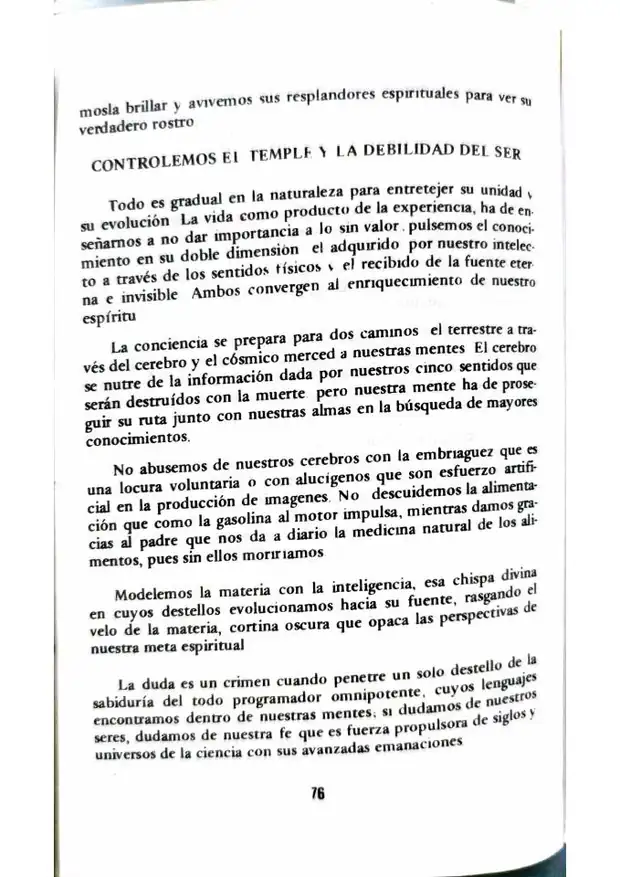 mosla brillar y avivemos sus resplandores espirituales para ver su
verdadero rostro
CONTROLEMOS El TEMPLE Y LA DEBILIDAD DEL SER
Todo es gradual en la naturaleza para entretejer su unidad y
su evolución La vida como producto de la experiencia, ha de en-
señarnos a no dar importancia a lo sin valor. pulsemos el conoci-
miento en su doble dimensión el adquirido por nuestro intelec-
to a través de los sentidos físicos y el recibido de la fuente eter-
na e invisible Ambos convergen al enriquecimiento de nuestro
espíritu
La conciencia se prepara para dos caminos el terrestre a tra-
vés del cerebro y el cósmico merced a nuestras mentes El cerebro
se nutre de la información dada por nuestros cinco sentidos que
serán destruídos con la muerte pero nuestra mente ha de prose-
guir su ruta junto con nuestras almas en la búsqueda de mayores
conocimientos.
No abusemos de nuestros cerebros con la embriaguez que es
una locura voluntaria o con alucígenos que son esfuerzo artifi-
cial en la producción de imagenes. No descuidemos la alimenta-
ción que como la gasolina al motor impulsa, mientras damos gra-
cias al padre que nos da a diario la medicina natural de los ali-
mentos, pues sin ellos moriríamos
Modelemos la materia con la inteligencia, esa chispa divina
en cuyos destellos evolucionamos hacia su fuente, rasgando el
velo de la materia, cortina oscura que opaca las perspectivas de
nuestra meta espiritual
La duda es un crimen cuando penetre un solo destello de la
sabiduría del todo programador omnipotente, cuyos lenguajes
encontramos dentro de nuestras mentes; si dudamos de nuestros
seres, dudamos de nuestra fe que es fuerza propulsora de siglos y
universos de la ciencia con sus avanzadas emanaciones
76